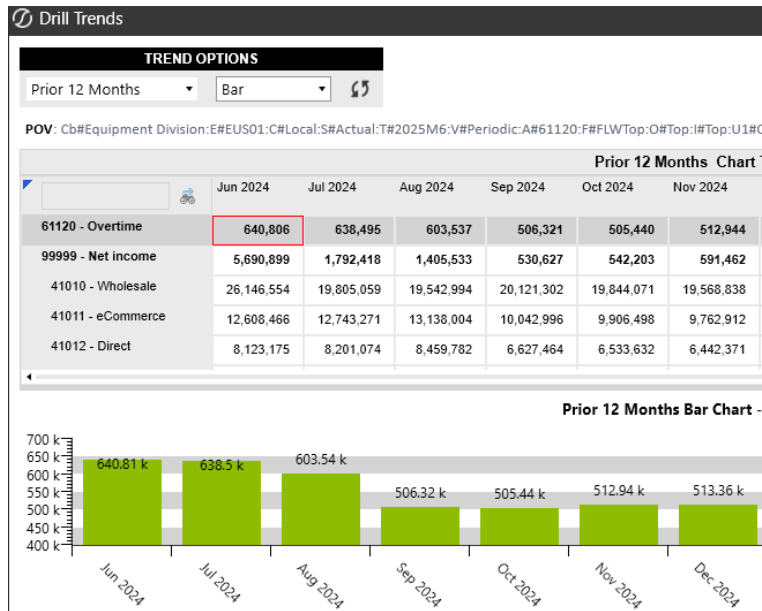 Drill Trends
TREND OPTIONS
Prior 12 Months Bar
POV: Cb#Equipment Division:E#EUS01:C#Local:S#Actual:T#2025M6:V#Periodic:A#61120:F#FLWTop:O#Top:I#Top:U1#
Prior 12 Months Chart
Jun 2024 Jul 2024 Aug 2024 Sep 2024 Oct 2024 Nov 2024
61120 - Overtime 640,806 638,495 603,537 506,321 505,440 512,944
99999 - Net income 5,690,899 1,792,418 1,405,533 530,627 542,203 591,462
41010 - Wholesale 26,146,554 19,805,059 19,542,994 20,121,302 19,844,071 19,568,838
41011 - eCommerce 12,608,466 12,743,271 13,138,004 10,042,996 9,906,498 9,762,912
41012 - Direct 8,123,175 8,201,074 8,459,782 6,627,464 6,533,632 6,442,371
Prior 12 Months Bar Chart -
700 k
650 k
600 k
550 k
500 k
450 k
400 k
640.81 k 638.5 k 603.54 k 506.32 k 505.44 k 512.94 k 513.36 k
Jun 2024 Jul 2024 Aug 2024 Sep 2024 Oct 2024 Nov 2024 Dec 2024